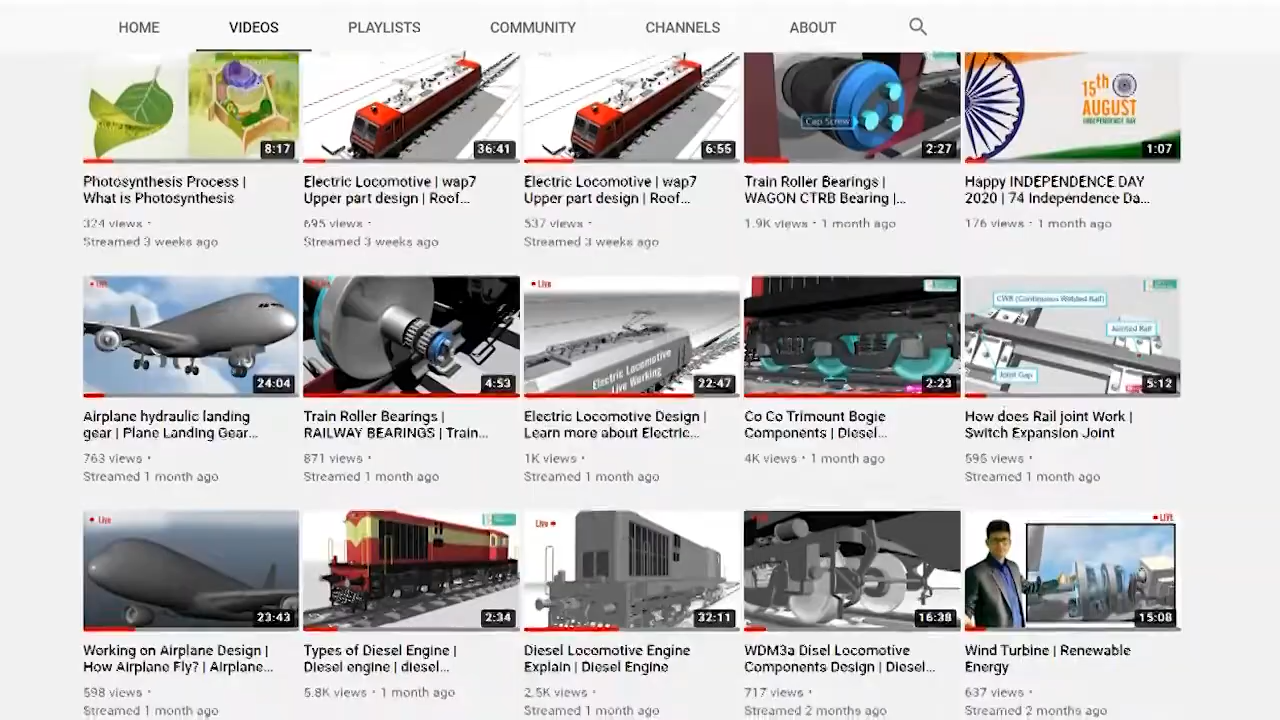 HOME VIDEOS PLAYLISTS COMMUNITY CHANNELS ABOUT
8:17 36:41 6:55 Cap Screw 2:27 15th AUGUST INDEPENDENCE DAY 1:07
Photosynthesis Process |
What is Photosynthesis
324 views •
Streamed 3 weeks ago
Electric Locomotive | wap7
Upper part design | Roof...
695 views •
Streamed 3 weeks ago
Electric Locomotive | wap7
Upper part design | Roof...
537 views •
Streamed 3 weeks ago
Train Roller Bearings |
WAGON CTRB Bearing |...
1.9K views • 1 month ago
Happy INDEPENDENCE DAY
2020 | 74 Independence Da...
176 views • 1 month ago
Live
24:04
Airplane hydraulic landing
gear | Plane Landing Gear...
763 views •
Streamed 1 month ago
Live
4:53
Train Roller Bearings |
RAILWAY BEARINGS | Train...
871 views •
Streamed 1 month ago
Live
Electric Locomotive
Live Working
22:47
Electric Locomotive Design |
Learn more about Electric...
1K views •
Streamed 1 month ago
2:23
Co Co Trimount Bogie
Components | Diesel...
4K views • 1 month ago
CWR (Continuous Welded Rail)
Jointed Rail
Joint Gap
5:12
How does Rail joint Work |
Switch Expansion Joint
595 views •
Streamed 1 month ago
Live
23:43
Working on Airplane Design |
How Airplane Fly? | Airplane...
598 views •
Streamed 1 month ago
2:34
Types of Diesel Engine |
Diesel engine | diesel...
5.8K views • 1 month ago
Live
32:11
Diesel Locomotive Engine
Explain | Diesel Engine
2.5K views •
Streamed 1 month ago
16:38
WDM3a Disel Locomotive
Components Design | Diesel...
717 views •
Streamed 2 months ago
LIVE
15:08
Wind Turbine | Renewable
Energy
637 views •
Streamed 2 months ago